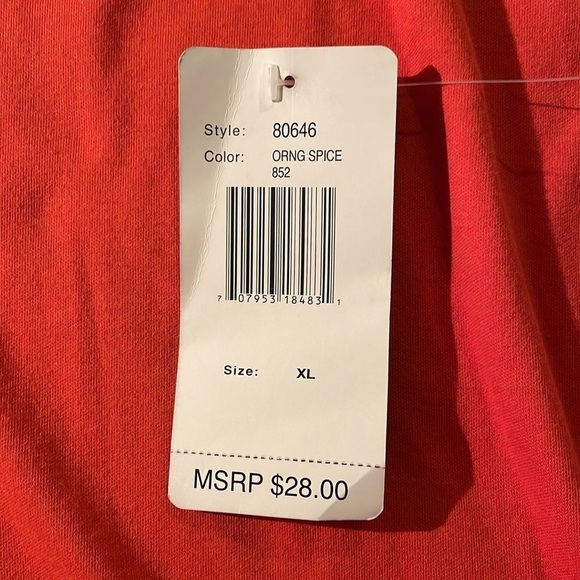 Style: 80646
Color: ORNG SPICE
852
7 07953 18483 1
Size: XL
MSRP $28.00